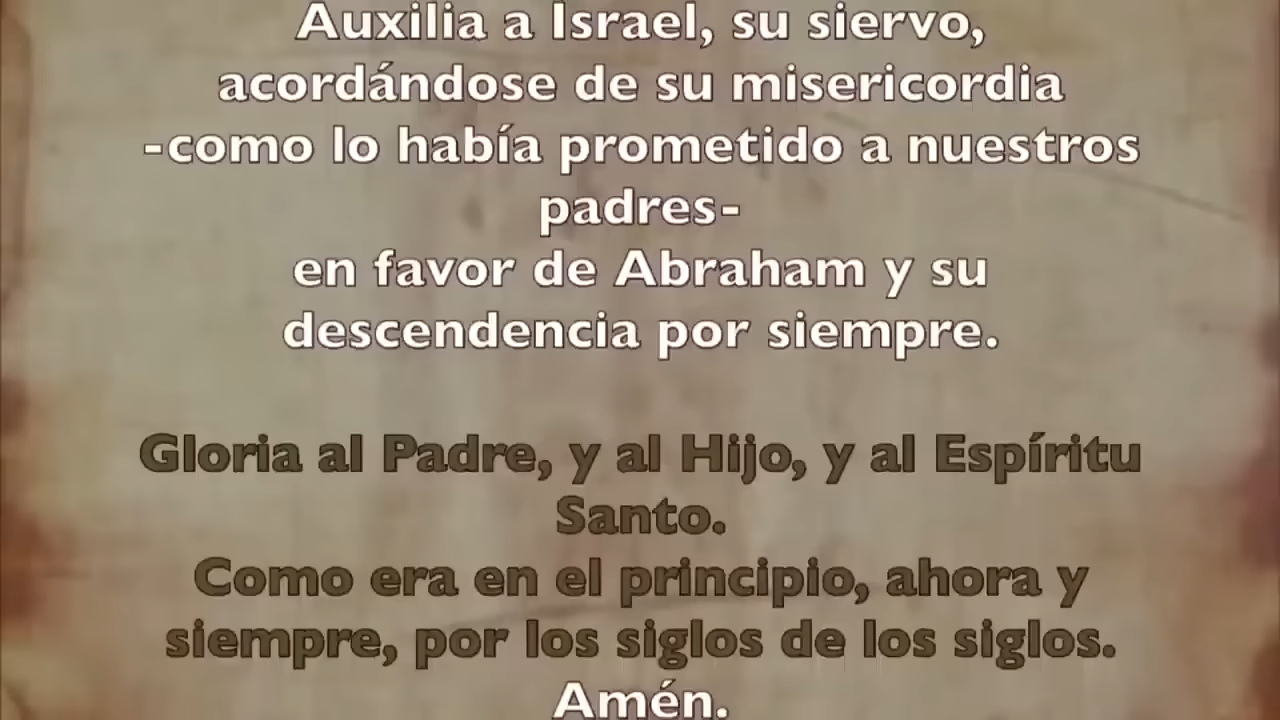 Auxilia a Israel, su siervo,
acordándose de su misericordia
-como lo había prometido a nuestros
padres-
en favor de Abraham y su
descendencia por siempre.
Gloria al Padre, y al Hijo, y al Espíritu
Santo.
Como era en el principio, ahora y
siempre, por los siglos de los siglos.
Amén.